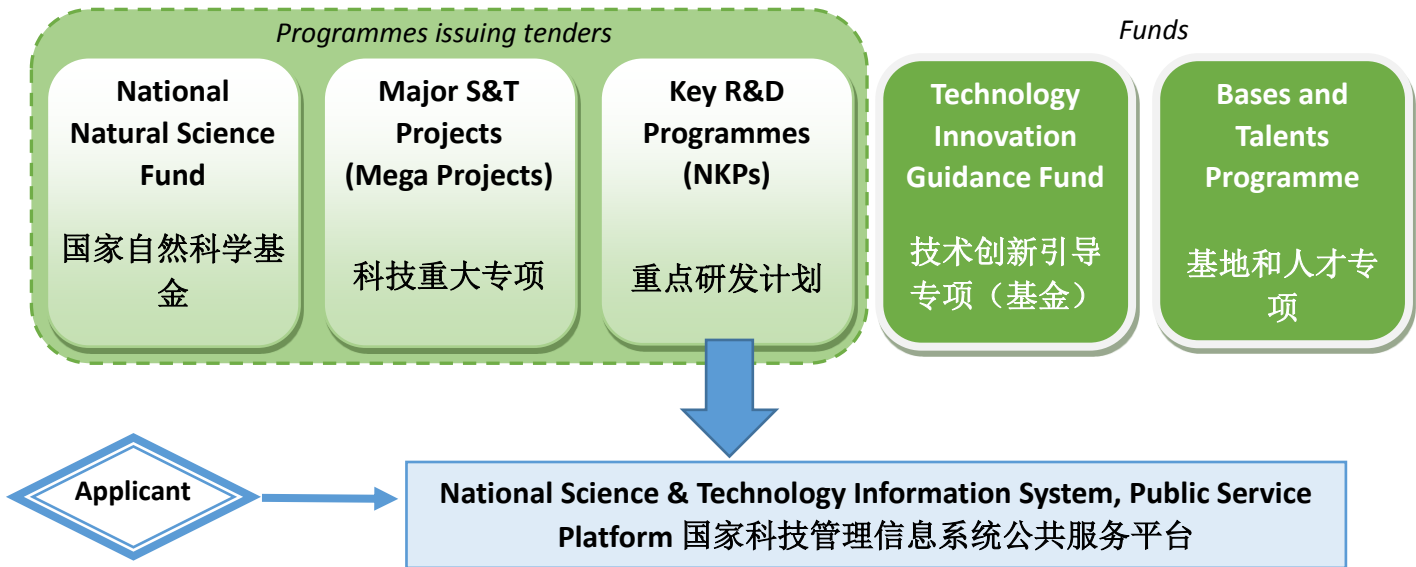 Programmes issuing tenders
Funds
National
Natural Science
Fund
国家自然科学基
金
Major S&T
Projects
(Mega Projects)
科技重大专项
Key R&D
Programmes
(NKPs)
重点研发计划
Technology
Innovation
Guidance Fund
技术创新引导
专项（基金）
Bases and
Talents
Programme
基地和人才专
项
Applicant
National Science & Technology Information System, Public Service
Platform 国家科技管理信息系统公共服务平台